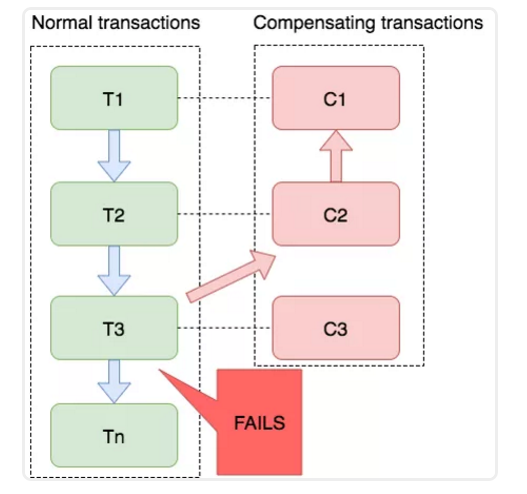 Normal transactions
Compensating transactions
T1
C1
T2
C2
T3
C3
Tn
FAILS